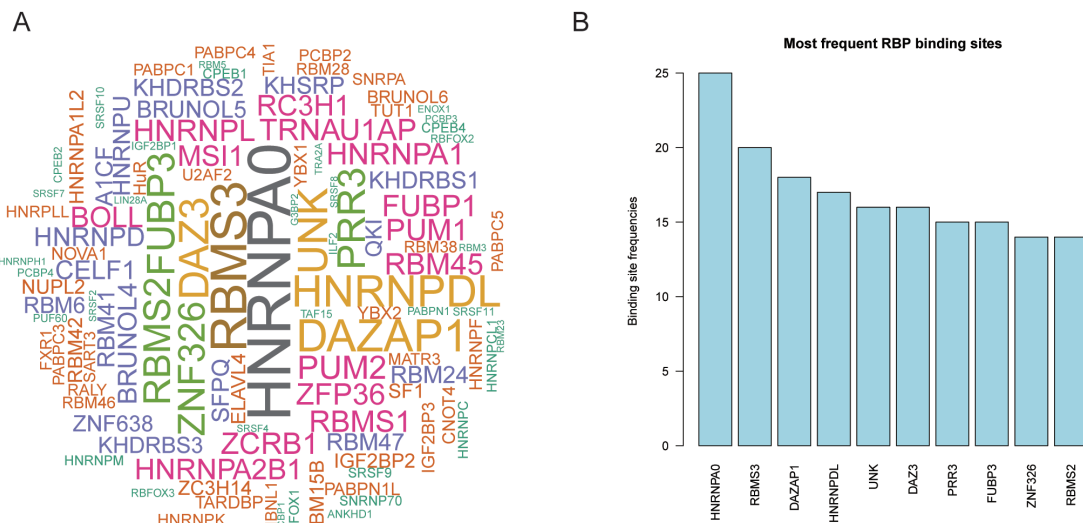 A
B
PABPC4
RBM5
CPEB1
TIA1
PCBP2
RBM28
PABPC1
SNRPA
KHDRBS2
KHSRP
BRUNOL6
BRUNOL5
RC3H1
TUT1
ENOX1
PCBP3
CPEB4
RBFOX2
HNRNPL
TRNAU1AP
HNRNPA1L2
SRSF10
HNRNPU
IGF2BP1
MSI1
U2AF2
YBX1
TRA2A
HNRNPA1
CPEB2
A1CF
HuR
LIN28A
SRSF7
FUBP3
DAZ3
RBMS3
HNRNPA0
G3BP2
UNK
SRSF8
ILF2
PRR3
QKI
KHDRBS1
FUBP1
PUM1
PABPC5
HNRPLL
BOLL
HNRNPD
NOVA1
HNRNPH1
PCBP4
CELF1
RBM38
RBM3
RBM45
NUPL2
RBM6
SRSF2
PUF60
RBM41
BRUNOL4
RBMS2
ZNF326
HNRNPDL
TAF15
YBX2
PABPN1
SRSF11
DAZAP1
FXR1
PABPC3
RBM42
SART3
RALY
RBM46
SFPQ
ELAVL4
SRSF4
PUM2
MATR3
RBM24
HNRNPF
HNRNPCL1
RBM23
ZFP36
SF1
CNOT4
HNRNPC
ZNF638
RBMS1
KHDRBS3
ZCRB1
RBM47
IGF2BP3
HNRNPM
HNRNPA2B1
IGF2BP2
SRSF9
RBFOX3
ZC3H14
TARDBP
RBM15B
PABPN1L
SNRNP70
ANKHD1
HNRNPK
FOX1
Most frequent RBP binding sites
Binding site frequencies
25
20
15
10
5
0
HNRNPA0
RBMS3
DAZAP1
HNRNPDL
UNK
DAZ3
PRR3
FUBP3
ZNF326
RBMS2